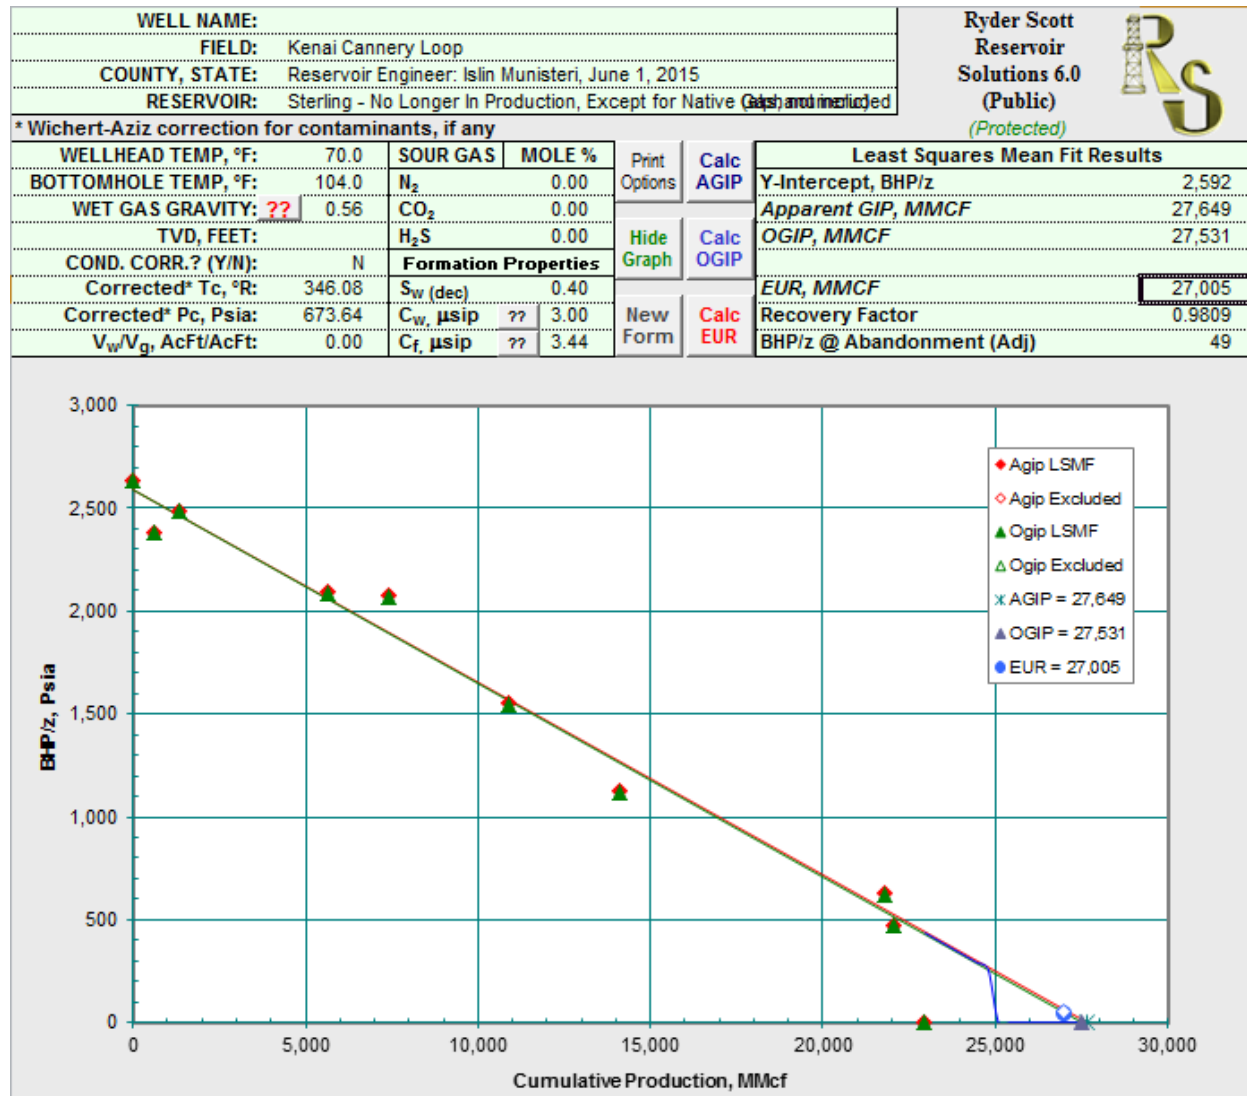 WELL NAME:
FIELD: Kenai Cannery Loop
COUNTY, STATE: Reservoir Engineer: Islin Munisteri, June 1, 2015
RESERVOIR: Sterling - No Longer In Production, Except for Native
Ryder Scott
Reservoir
Solutions 6.0
(Public)
(Protected)
RS
* Wichert-Aziz correction for contaminants, if any
WELLHEAD TEMP, ºF: 70.0
BOTTOMHOLE TEMP, ºF: 104.0
WET GAS GRAVITY: ?? 0.56
TVD, FEET:
COND. CORR.? (Y/N): N
Corrected* Tc, ºR: 346.08
Corrected* Pc, Psia: 673.64
Vw/Vg, AcFt/AcFt: 0.00
SOUR GAS MOLE %
N2 0.00
CO2 0.00
H2S 0.00
Formation Properties
Sw (dec) 0.40
Cw, µsip ?? 3.00
Cf, µsip ?? 3.44
Print
Options
Calc
AGIP
Hide
Graph
Calc
OGIP
New
Form
Calc
EUR
Least Squares Mean Fit Results
Y-Intercept, BHP/z 2,592
Apparent GIP, MMCF 27,649
OGIP, MMCF 27,531
EUR, MMCF 27,005
Recovery Factor 0.9809
BHP/z @ Abandonment (Adj) 49
3,000
2,500
2,000
1,500
1,000
500
0
BHP/z, Psia
Agip LSMF
Agip Excluded
Ogip LSMF
Ogip Excluded
AGIP = 27,649
OGIP = 27,531
EUR = 27,005
0 5,000 10,000 15,000 20,000 25,000 30,000
Cumulative Production, MMcf